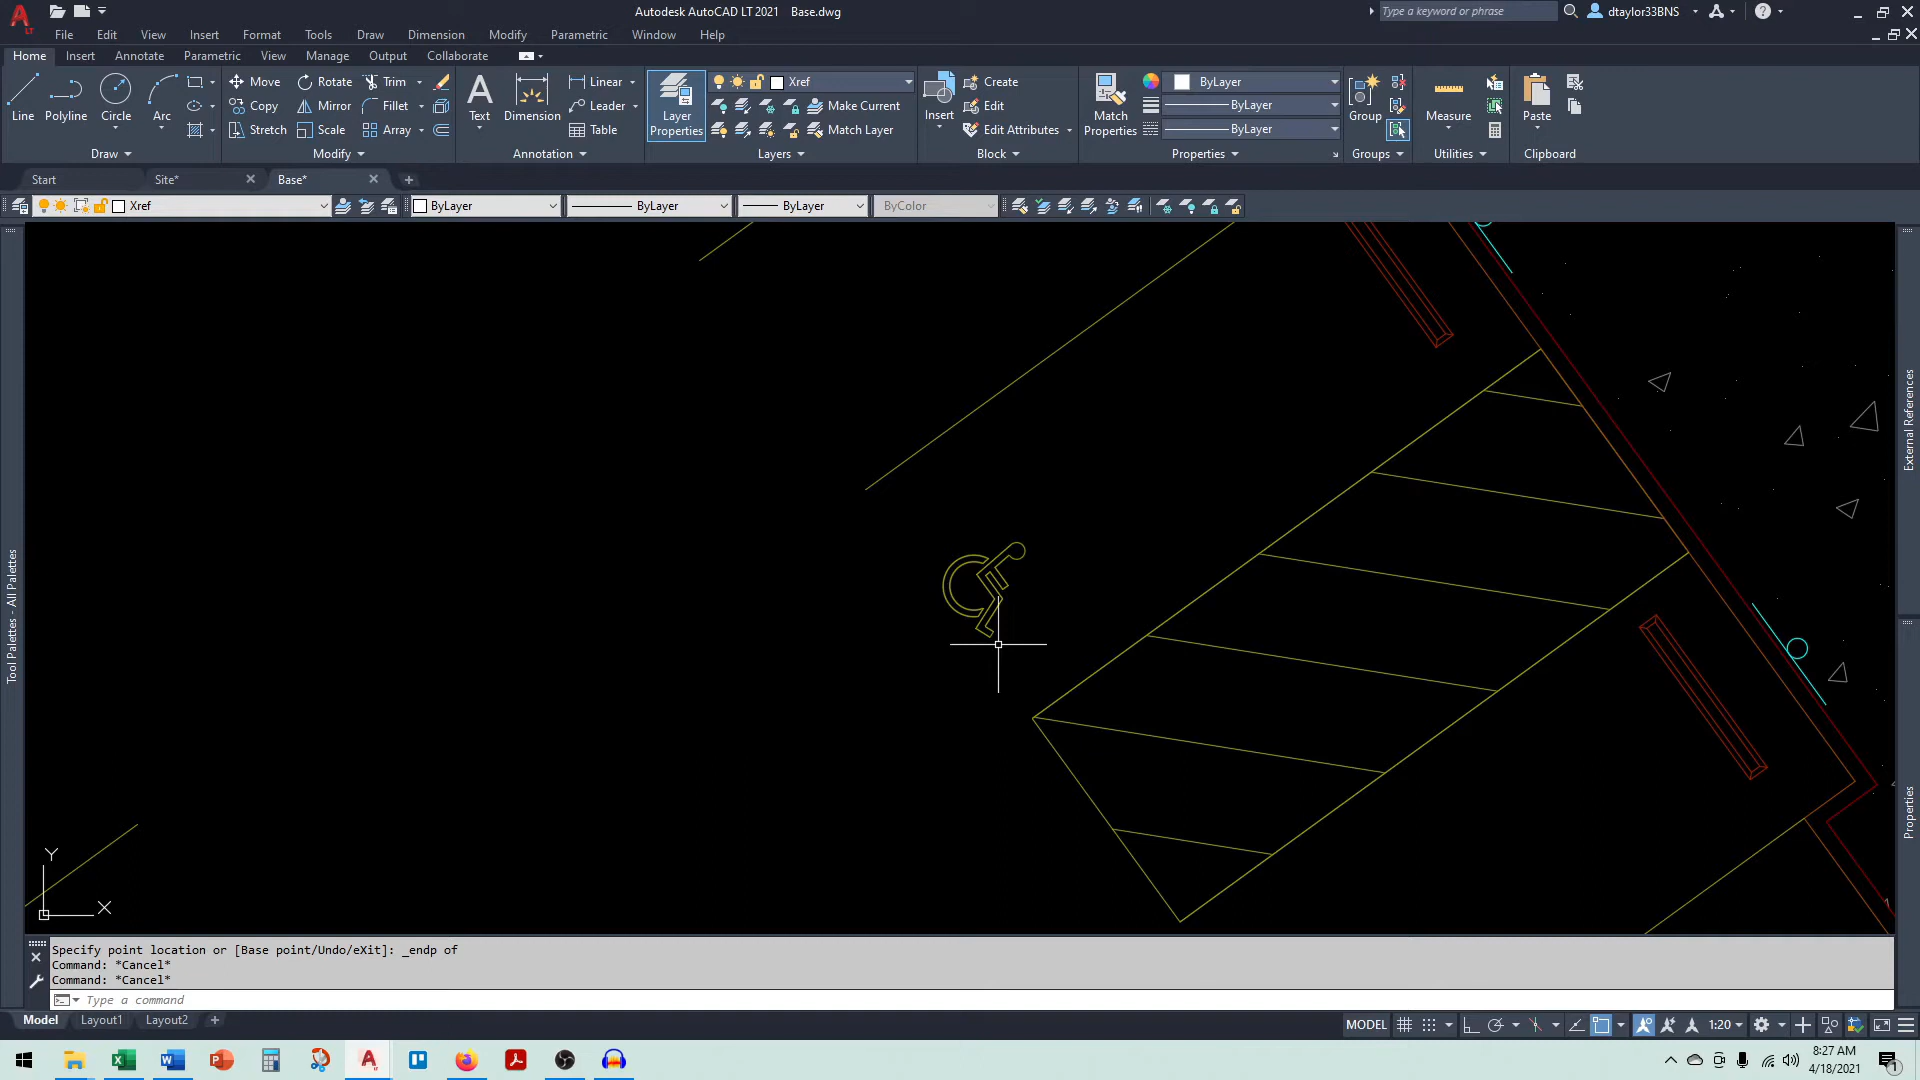 Autodesk AutoCAD LT 2021 Base.dwg
Type a keyword or phrase
dtaylor33BNS
File Edit View Insert Format Tools Draw Dimension Modify Parametric Window Help
Home Insert Annotate Parametric View Manage Output Collaborate
Line Polyline Circle Arc
Move Rotate Trim
Copy Mirror Fillet
Stretch Scale Array
Text Dimension
Linear
Leader
Table
Layer Properties
Xref
Make Current
Match Layer
Insert
Create
Edit
Edit Attributes
Match Properties
ByLayer
ByLayer
ByLayer
Group
Measure
Paste
Draw Modify Annotation Layers Block Properties Groups Utilities Clipboard
Start Site* Base*
Xref ByLayer ByLayer ByLayer ByColor
Tool Palettes - All Palettes
External References
Properties
Y
X
Specify point location or [Base point/Undo/eXit]: _endp of
Command: *Cancel*
Command: *Cancel*
Type a command
Model Layout1 Layout2
MODEL 1:20
8:27 AM
4/18/2021
1